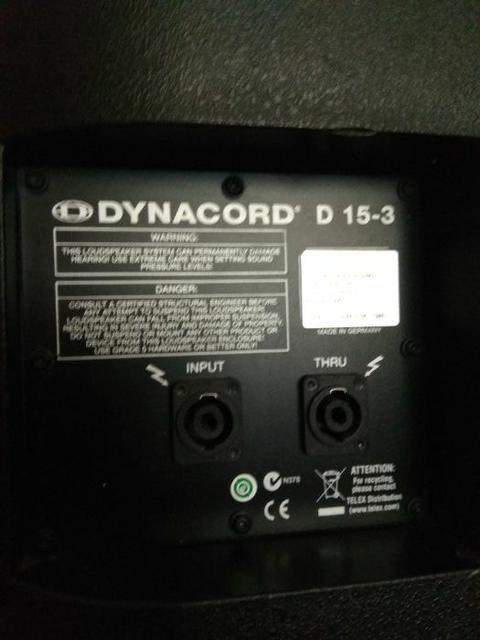 DYNACORD® D 15-3
WARNING:
THIS LOUDSPEAKER SYSTEM CAN PERMANENTLY DAMAGE
HEARING! USE EXTREME CARE WHEN SETTING SOUND
PRESSURE LEVELS!
DANGER:
CONSULT A CERTIFIED STRUCTURAL ENGINEER BEFORE
ANY ATTEMPT TO SUSPEND THIS LOUDSPEAKER!
LOUDSPEAKER CAN FALL FROM IMPROPER SUSPENSION,
RESULTING IN SEVERE INJURY AND DAMAGE OF PROPERTY.
DO NOT SUSPEND OR MOUNT ANY OTHER PRODUCT OR
DEVICE FROM THIS LOUDSPEAKER ENCLOSURE!
USE GRADE 5 HARDWARE OR BETTER ONLY!
MADE IN GERMANY
INPUT
THRU
N378
CE
ATTENTION:
For recycling,
please contact
TELEX Distribution
(www.telex.com)